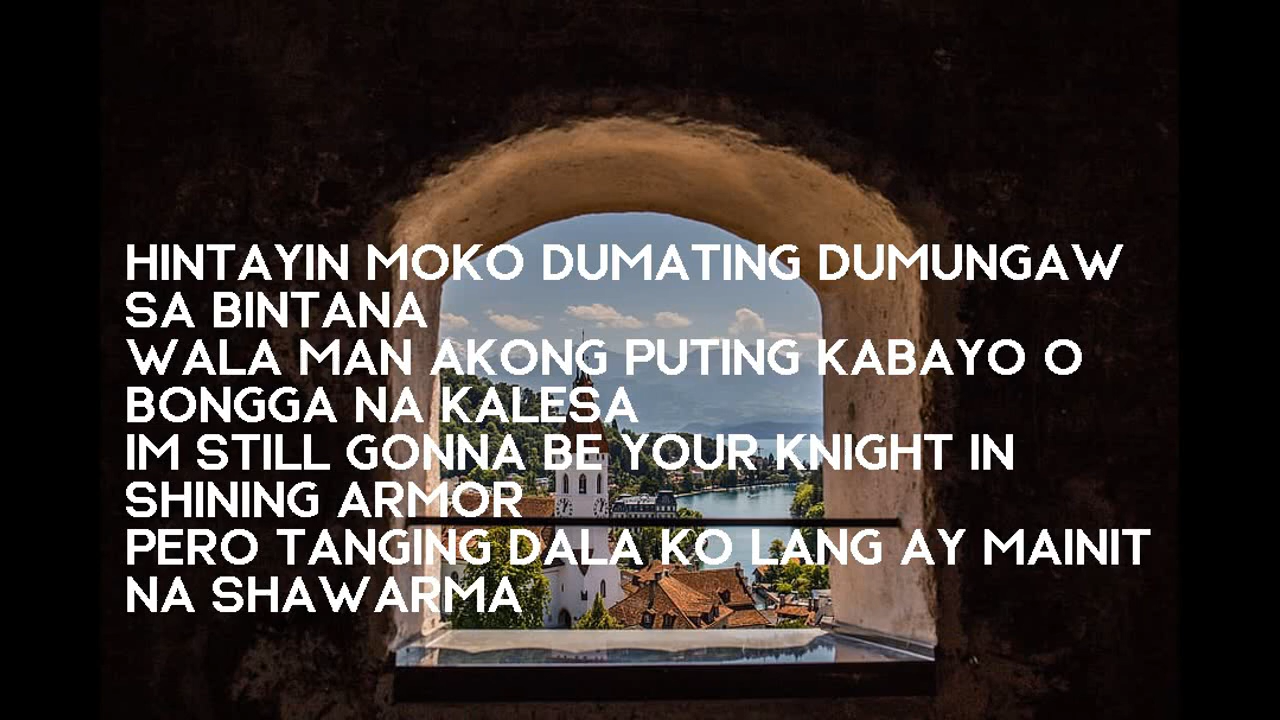 HINTAYIN MOKO DUMATING DUMUNGAW
SA BINTANA
WALA MAN AKONG PUTING KABAYO O
BONGGA NA KALESA
IM STILL GONNA BE YOUR KNIGHT IN
SHINING ARMOR
PERO TANGING DALA KO LANG AY MAINIT
NA SHAWARMA